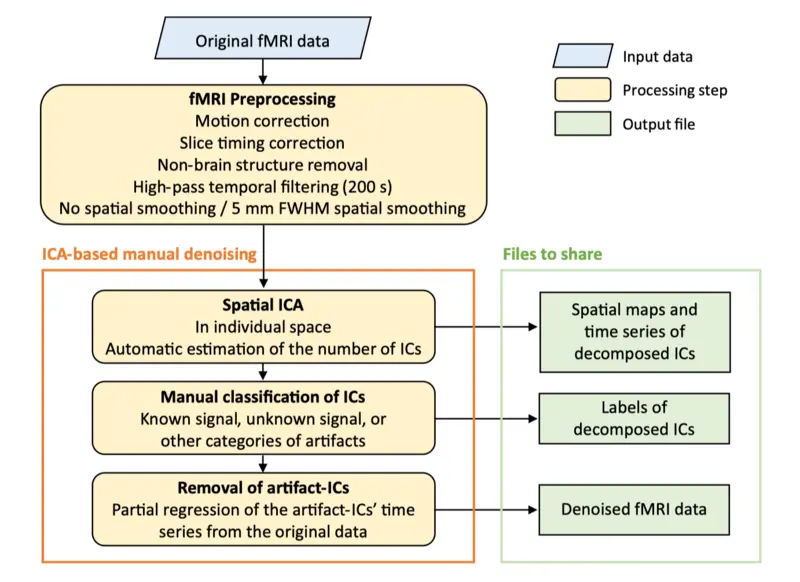 Original fMRI data
Input data
Processing step
Output file
fMRI Preprocessing
Motion correction
Slice timing correction
Non-brain structure removal
High-pass temporal filtering (200 s)
No spatial smoothing / 5 mm FWHM spatial smoothing
ICA-based manual denoising
Files to share
Spatial ICA
In individual space
Automatic estimation of the number of ICs
Spatial maps and
time series of
decomposed ICs
Manual classification of ICs
Known signal, unknown signal, or
other categories of artifacts
Labels of
decomposed ICs
Removal of artifact-ICs
Partial regression of the artifact-ICs’ time
series from the original data
Denoised fMRI data